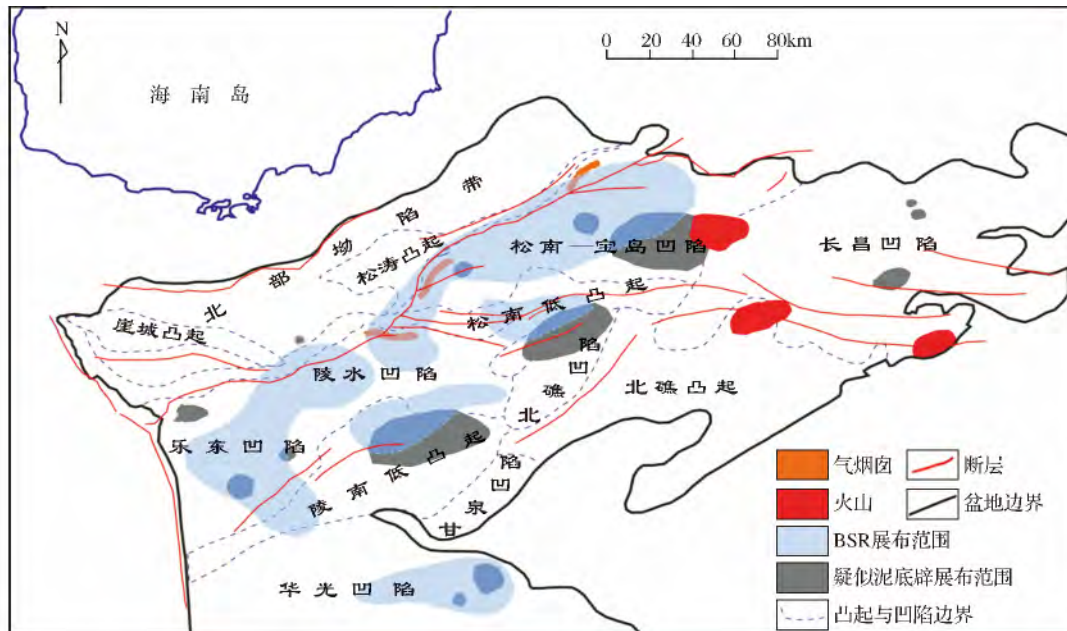 N
0 20 40 60 80km
海南岛
北部坳陷带
松涛凸起
松南—宝岛凹陷
长昌凹陷
崖城凸起
松南低凸起
陵水凹陷
北礁凹陷
北礁凸起
乐东凹陷
陵南低凸起
甘泉凹陷
华光凹陷
气烟囱
断层
火山
盆地边界
BSR展布范围
疑似泥底辟展布范围
凸起与凹陷边界